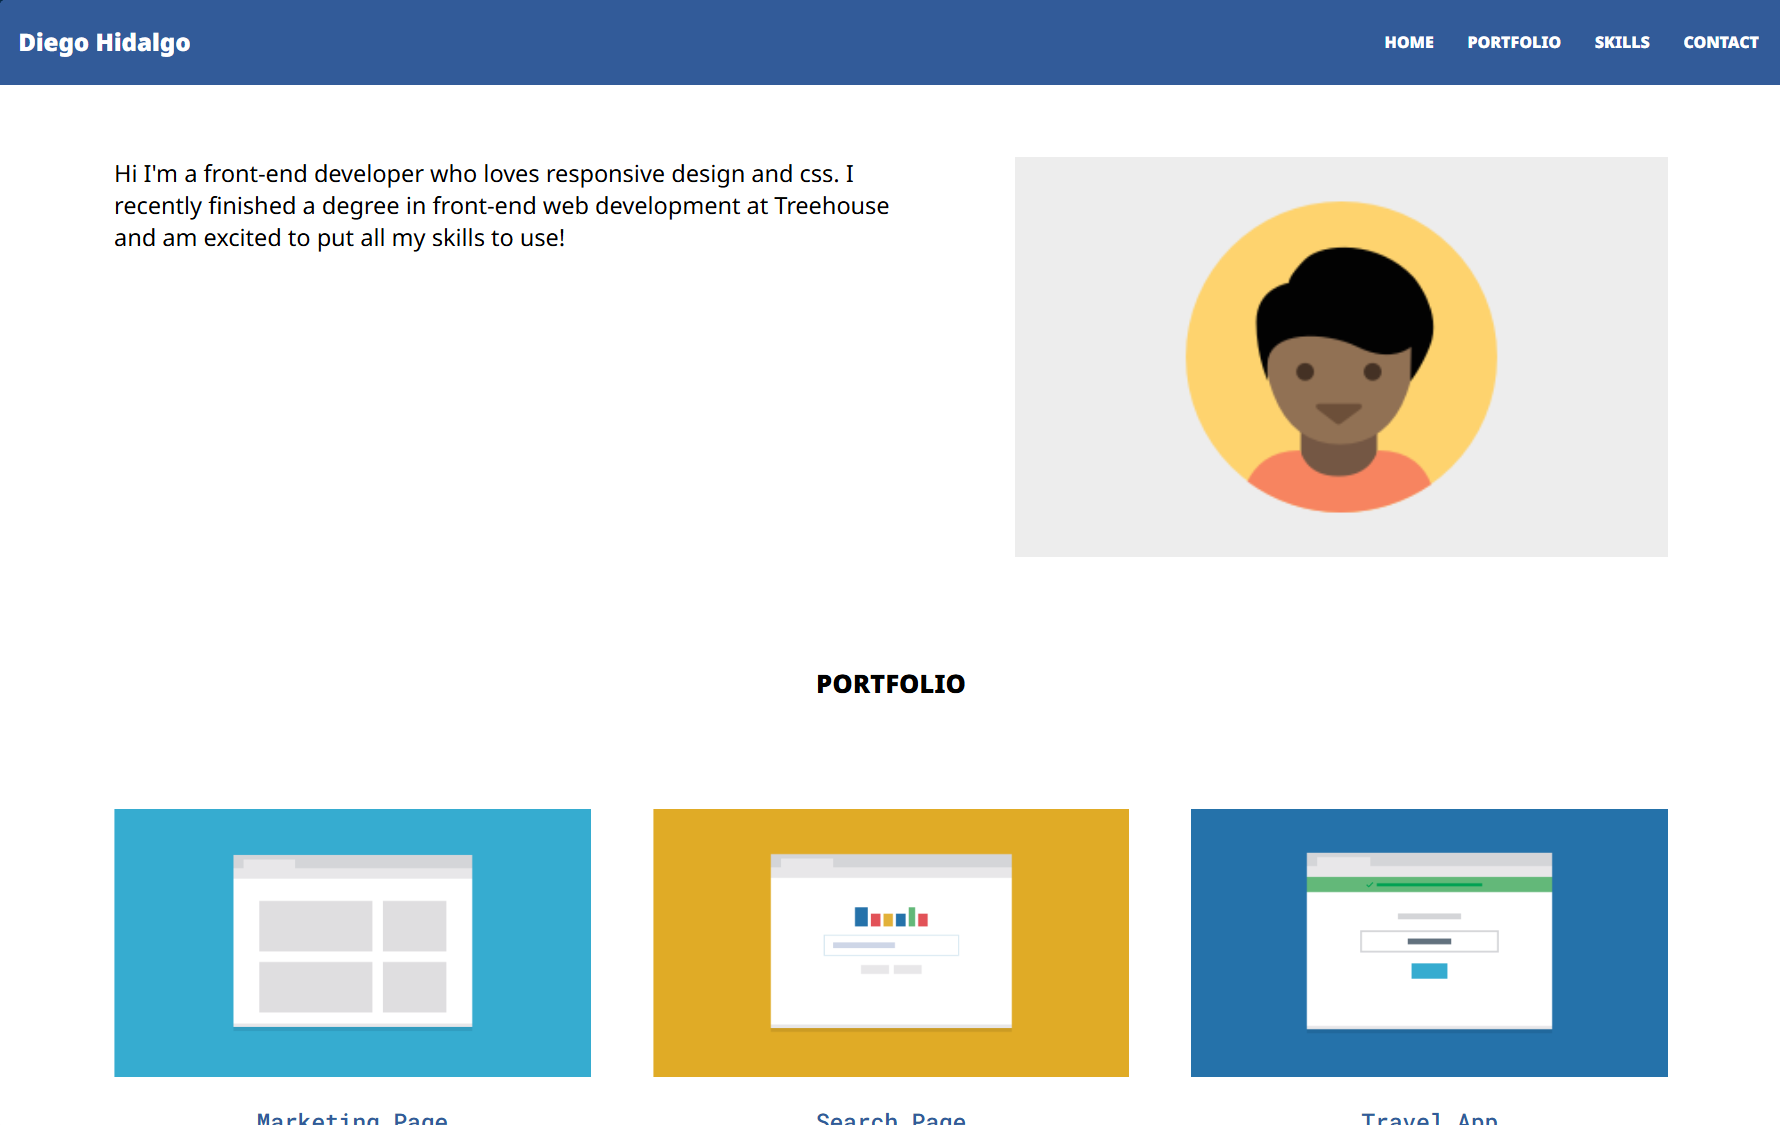 Diego Hidalgo
HOME PORTFOLIO SKILLS CONTACT
Hi I'm a front-end developer who loves responsive design and css. I
recently finished a degree in front-end web development at Treehouse
and am excited to put all my skills to use!
PORTFOLIO
Marketing Page
Search Page
Travel App